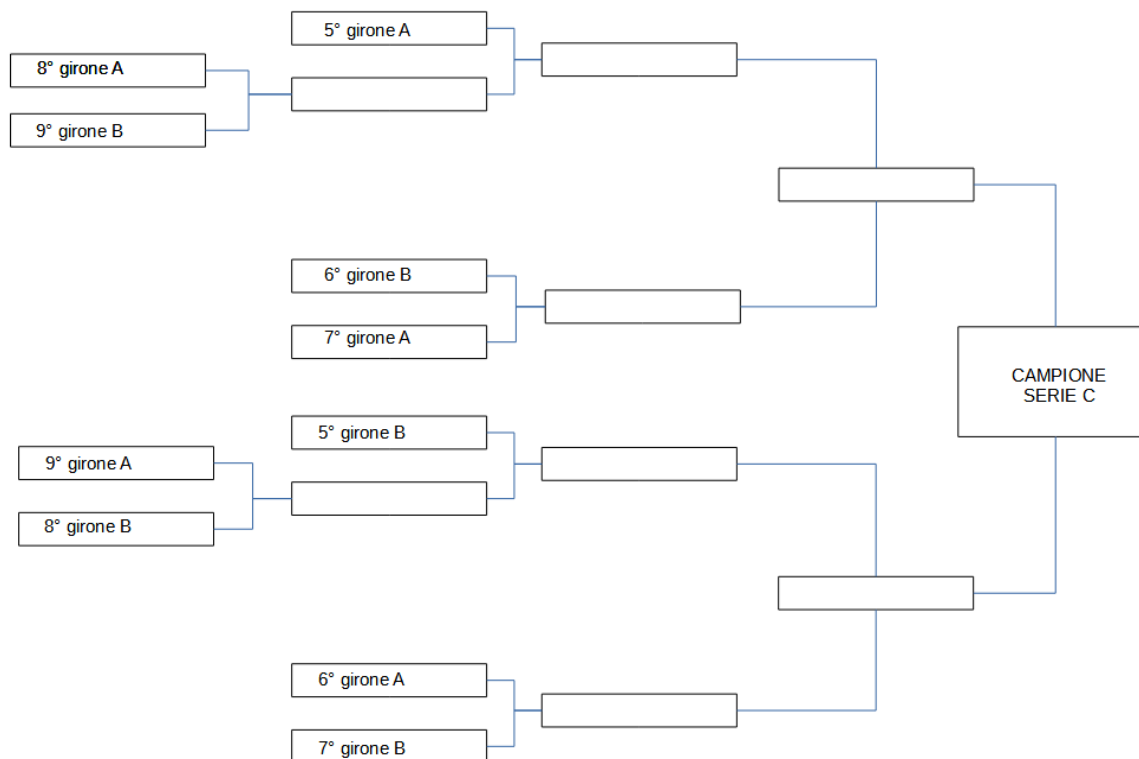 5° girone A
8° girone A
9° girone B
6° girone B
7° girone A
CAMPIONE
SERIE C
5° girone B
9° girone A
8° girone B
6° girone A
7° girone B